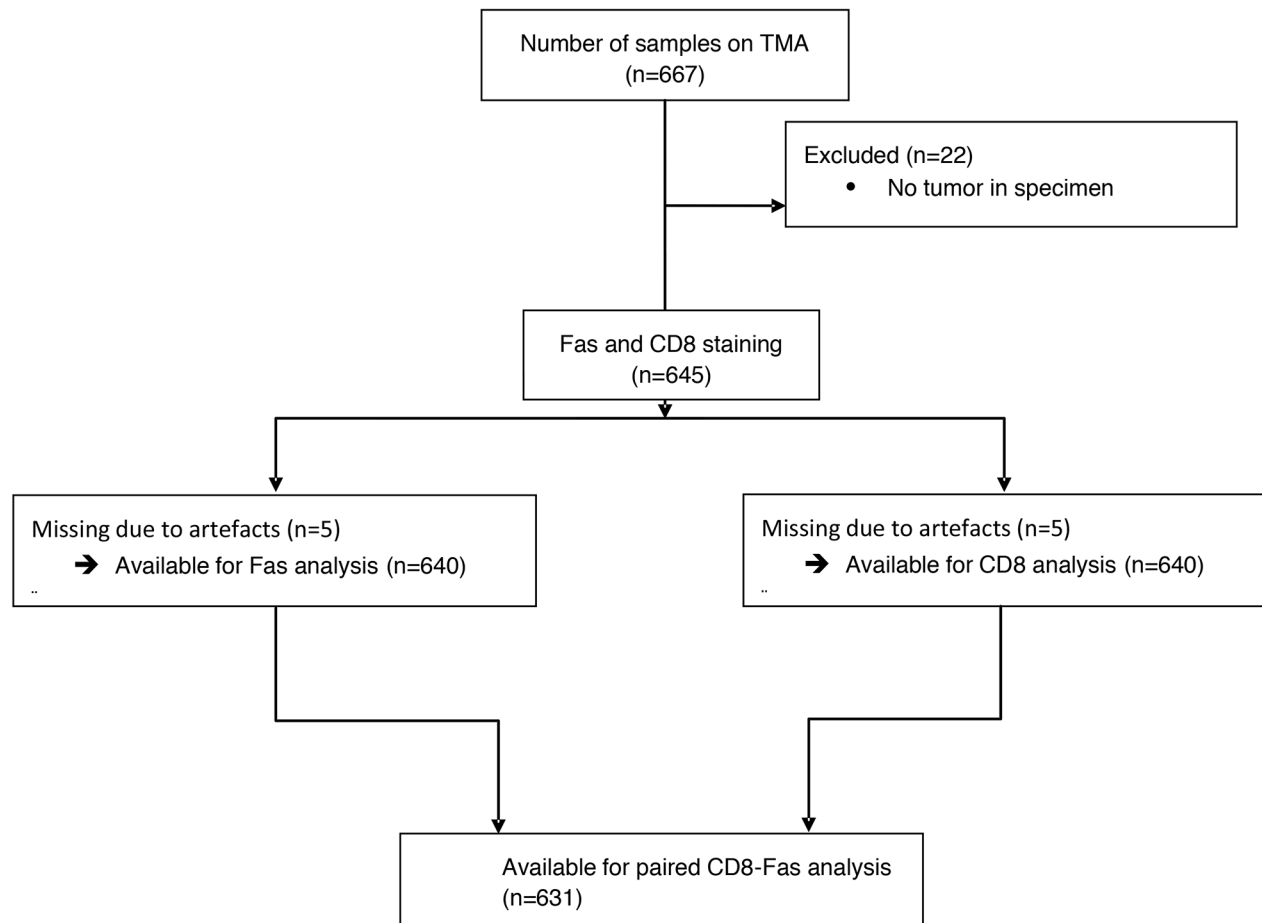 Number of samples on TMA
(n=667)
Excluded (n=22)
• No tumor in specimen
Fas and CD8 staining
(n=645)
Missing due to artefacts (n=5)
➔ Available for Fas analysis (n=640)
..
Missing due to artefacts (n=5)
➔ Available for CD8 analysis (n=640)
..
Available for paired CD8-Fas analysis
(n=631)